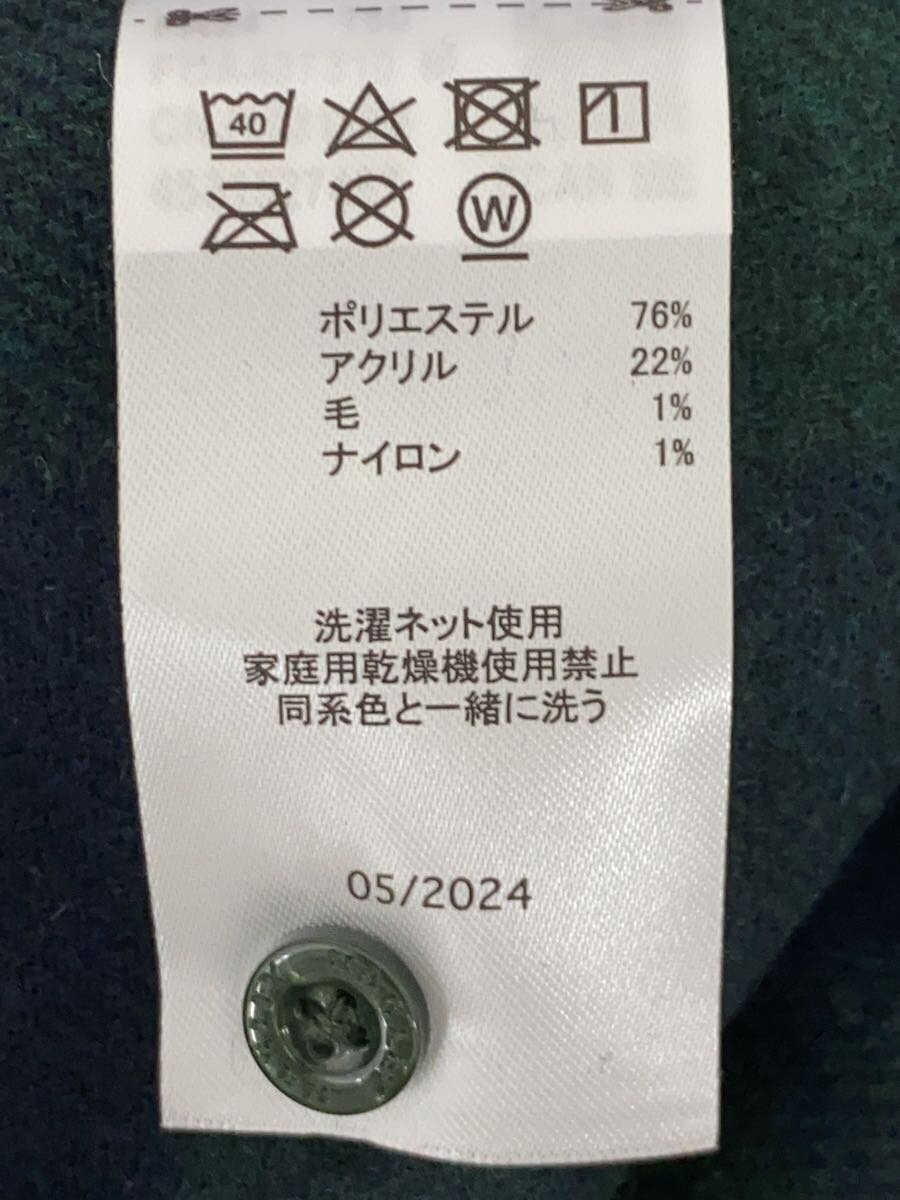 40
W
ポリエステル 76%
アクリル 22%
毛 1%
ナイロン 1%
洗濯ネット使用
家庭用乾燥機使用禁止
同系色と一緒に洗う
05/2024